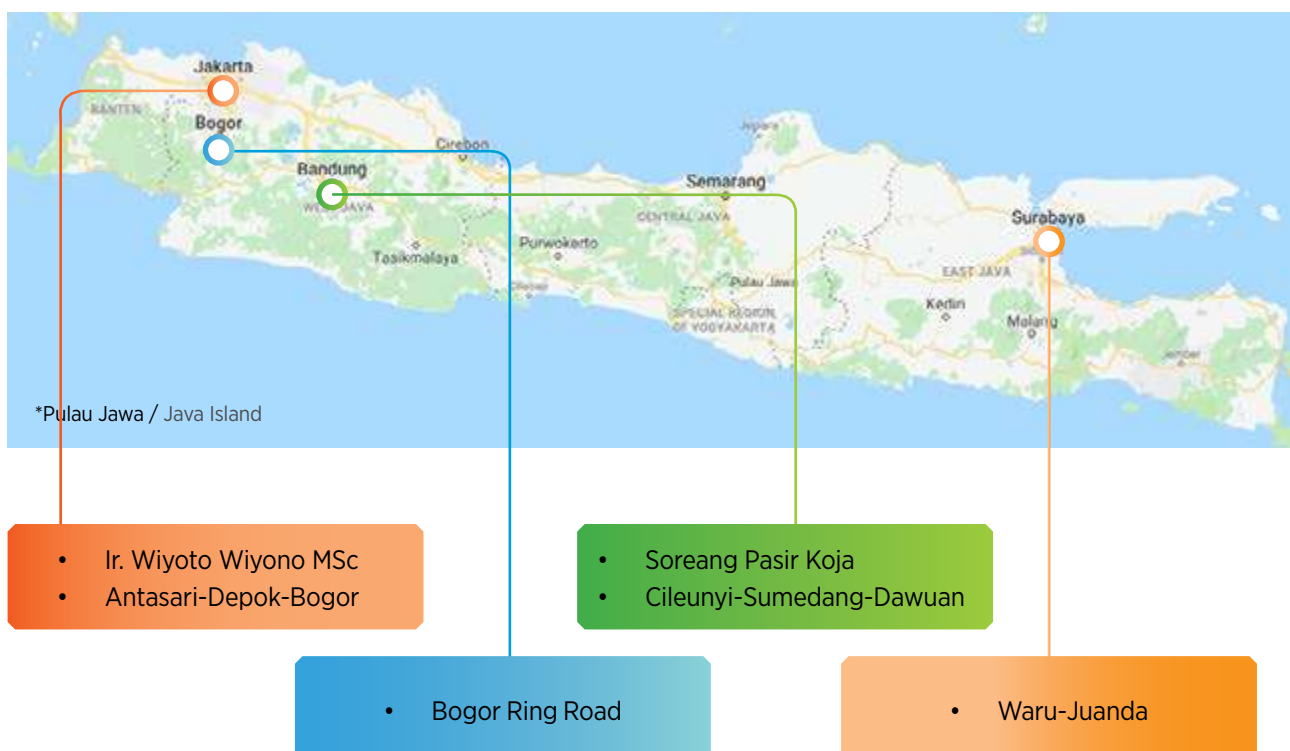 Jakarta
BANTEN
Bogor
Cirebon
Jepara
Bandung
WEST JAVA
Semarang
CENTRAL JAVA
Surabaya
Tasikmalaya
Purwokerto
EAST JAVA
Pulau Jawa
Kediri
SPECIAL REGION
OF YOGYAKARTA
Malang
Jember
*Pulau Jawa / Java Island
• Ir. Wiyoto Wiyono MSc
• Antasari-Depok-Bogor
• Soreang Pasir Koja
• Cileunyi-Sumedang-Dawuan
• Bogor Ring Road
• Waru-Juanda